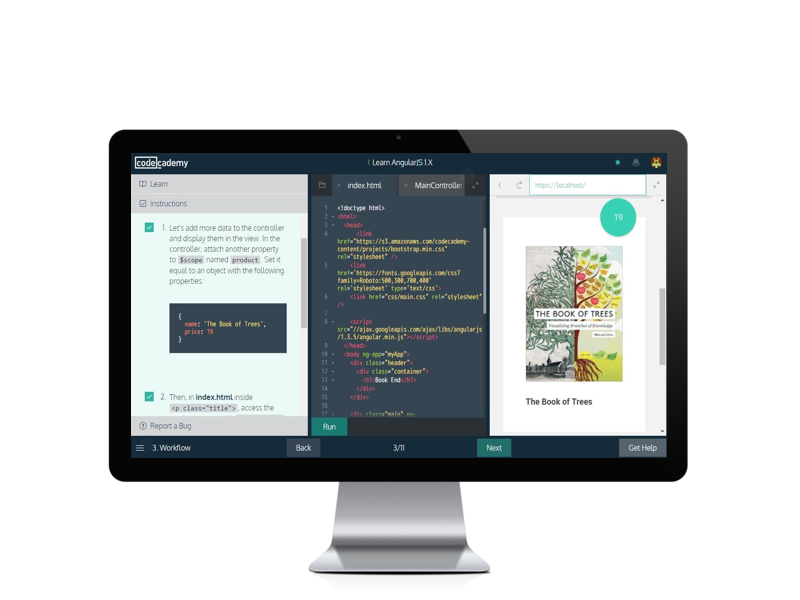 codecademy
< Learn AngularJS 1.X
Learn
Instructions
1. Let's add more data to the controller
and display them in the view. In the
controller, attach another property
to $scope named product. Set it
equal to an object with the following
properties:
{
name: 'The Book of Trees',
price: 19
}
2. Then, in index.html inside
<p class="title">, access the
Report a Bug
× index.html
× MainController
1 <!doctype html>
2 <html>
3 <head>
4 <link
href="https://s3.amazonaws.com/codecademy-
content/projects/bootstrap.min.css"
rel="stylesheet" />
5 <link
href='https://fonts.googleapis.com/css?
family=Roboto:500,300,700,400'
rel='stylesheet' type='text/css'>
6 <link href="css/main.css" rel="stylesheet"
/>
7
8 <script
src="//ajax.googleapis.com/ajax/libs/angularjs
/1.3.5/angular.min.js"></script>
9 </head>
10 <body ng-app="myApp">
11 <div class="header">
12 <div class="container">
13 <h1>Book End</h1>
14 </div>
15 </div>
16
17 <div class="main" ng-
Run
https://localhost/
19
THE BOOK OF TREES
Visualizing Branches of Knowledge
Manuel Lima
The Book of Trees
3. Workflow
Back
3/11
Next
Get Help